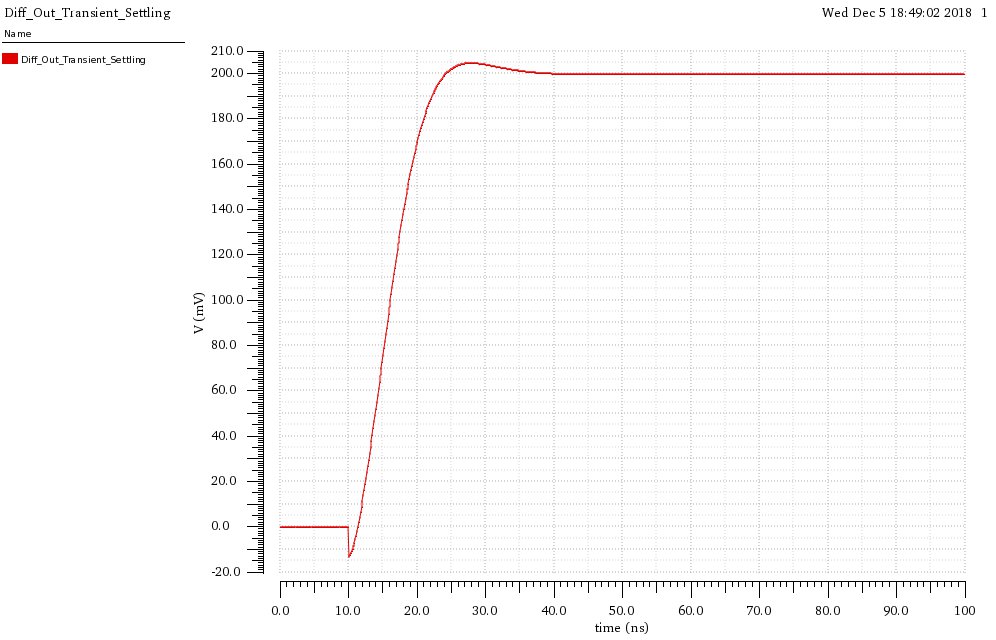 Diff_Out_Transient_Settling Wed Dec 5 18:49:02 2018 1
Name
Diff_Out_Transient_Settling
210.0
200.0
180.0
160.0
140.0
120.0
100.0
80.0
60.0
40.0
20.0
0.0
-20.0
V (mV)
0.0 10.0 20.0 30.0 40.0 50.0 60.0 70.0 80.0 90.0 100
time (ns)